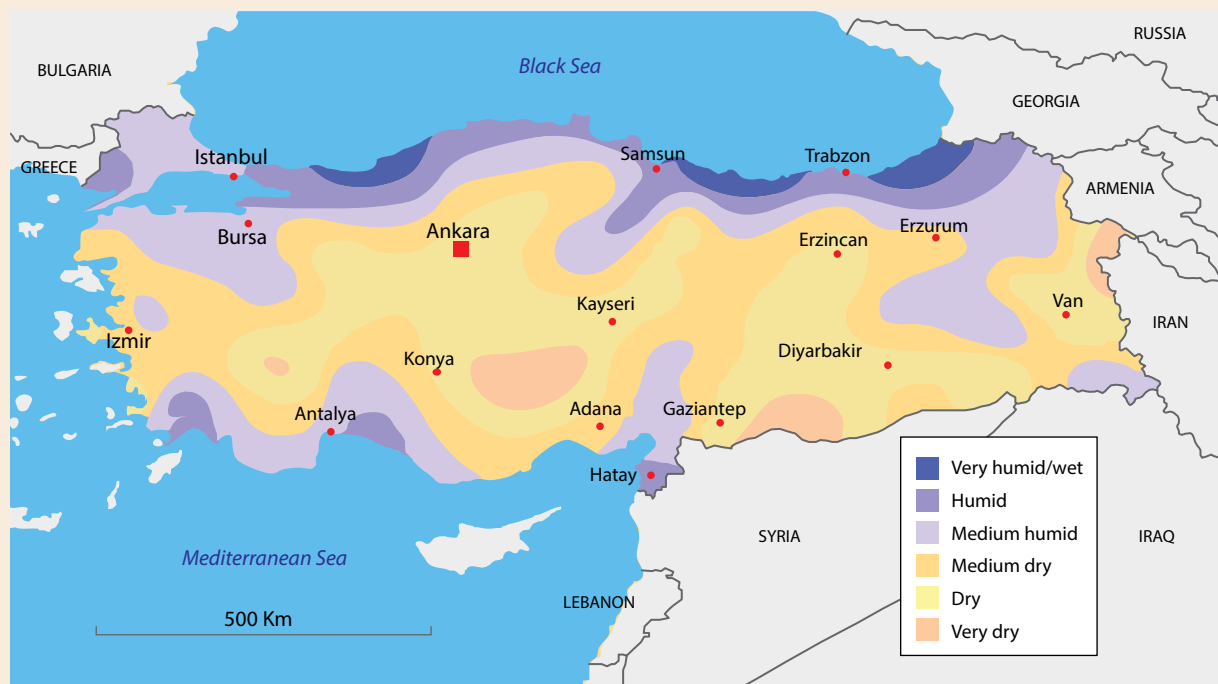 RUSSIA
BULGARIA
Black Sea
GEORGIA
Istanbul
Samsun
Trabzon
GREECE
ARMENIA
Bursa
Ankara
Erzurum
Erzincan
Kayseri
Van
IRAN
Izmir
Konya
Diyarbakir
Antalya
Adana
Gaziantep
Hatay
Very humid/wet
Humid
Medium humid
Medium dry
Dry
Very dry
SYRIA
IRAQ
Mediterranean Sea
LEBANON
500 Km